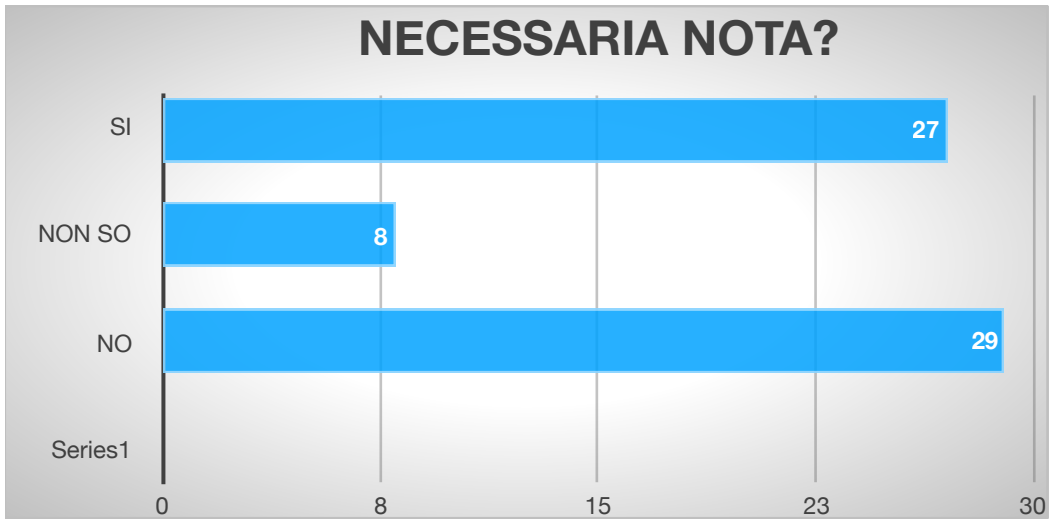 NECESSARIA NOTA?
SI
27
NON SO
8
NO
29
Series1
0 8 15 23 30